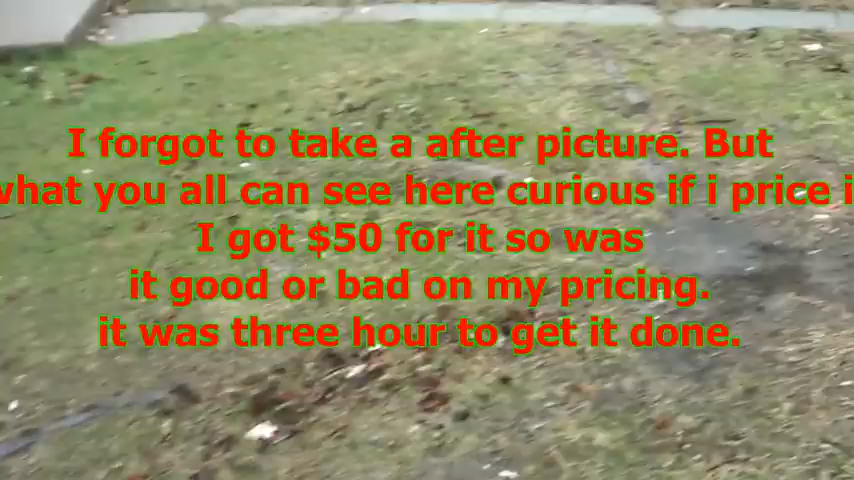 I forgot to take a after picture. But
what you all can see here curious if i price i
I got $50 for it so was
it good or bad on my pricing.
it was three hour to get it done.